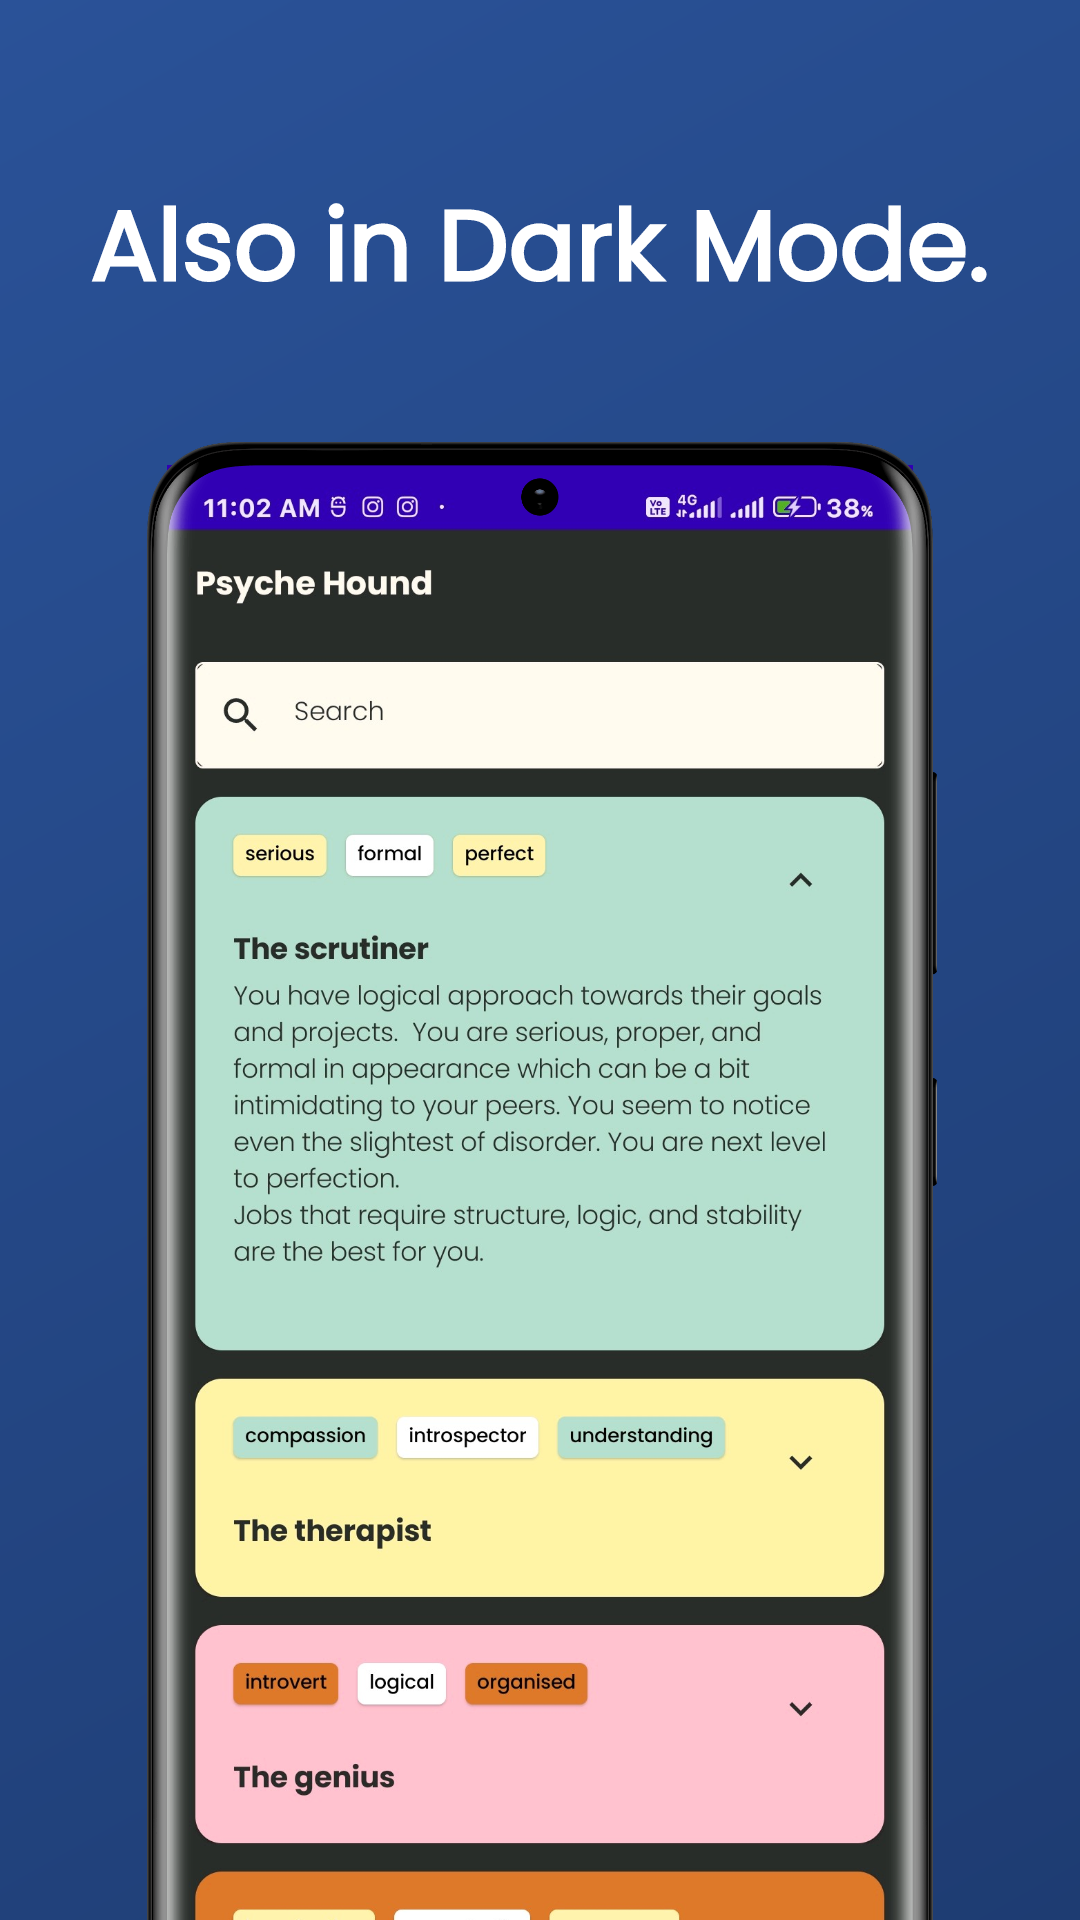 Also in Dark Mode.
11:02 AM
Vo LTE 4G 38%
Psyche Hound
Search
serious formal perfect
The scrutiner
You have logical approach towards their goals
and projects.  You are serious, proper, and
formal in appearance which can be a bit
intimidating to your peers. You seem to notice
even the slightest of disorder. You are next level
to perfection.
Jobs that require structure, logic, and stability
are the best for you.
compassion introspector understanding
The therapist
introvert logical organised
The genius